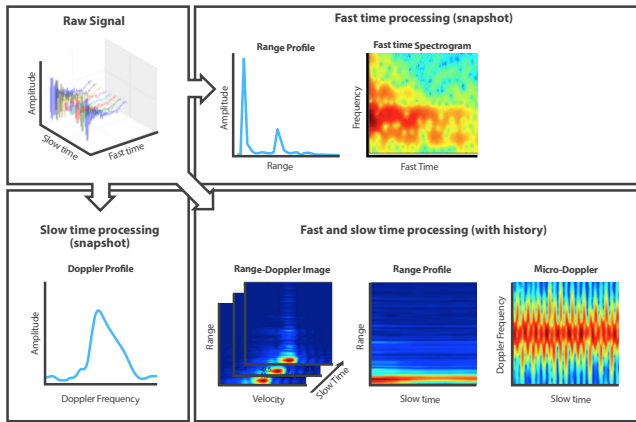 Raw Signal
Amplitude
Slow time
Fast time
Fast time processing (snapshot)
Range Profile
Amplitude
Range
Fast time Spectrogram
Frequency
Fast Time
Slow time processing
(snapshot)
Doppler Profile
Amplitude
Doppler Frequency
Fast and slow time processing (with history)
Range-Doppler Image
Range
Velocity
Slow Time
Range Profile
Range
Slow time
Micro-Doppler
Doppler Frequency
Slow time